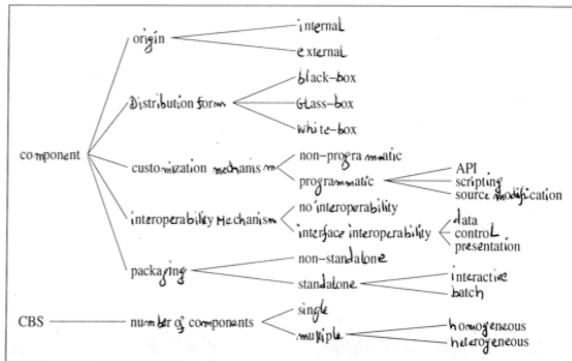 internal
origin
external
black-box
Distribution form
Glass-box
White-box
component
non-programmatic
customization mechanism
API
programmatic
scripting
source modification
no interoperability
interoperability Mechanism
data
interface interoperability
control
presentation
non-standalone
packaging
interactive
standalone
batch
single
CBS
number of components
homogeneous
multiple
heterogeneous